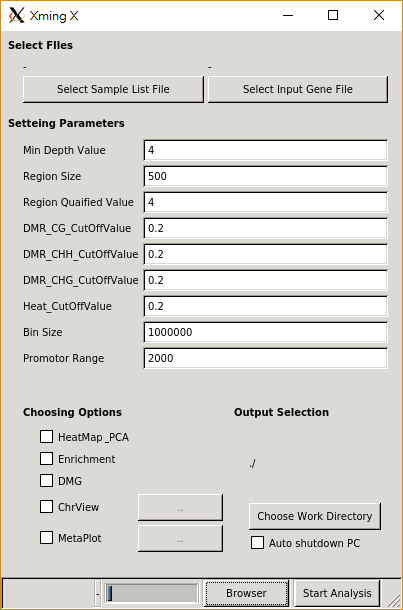 Xming X
Select FIles
- -
Select Sample List File Select Input Gene File
Setteing Parameters
Min Depth Value 4
Region Size 500
Region Quaified Value 4
DMR_CG_CutOffValue 0.2
DMR_CHH_CutOffValue 0.2
DMR_CHG_CutOffValue 0.2
Heat_CutOffValue 0.2
Bin Size 1000000
Promotor Range 2000
Choosing Options Output Selection
HeatMap _PCA
Enrichment ./
DMG
ChrView ..
Choose Work Directory
MetaPlot ..
Auto shutdown PC
- Browser Start Analysis